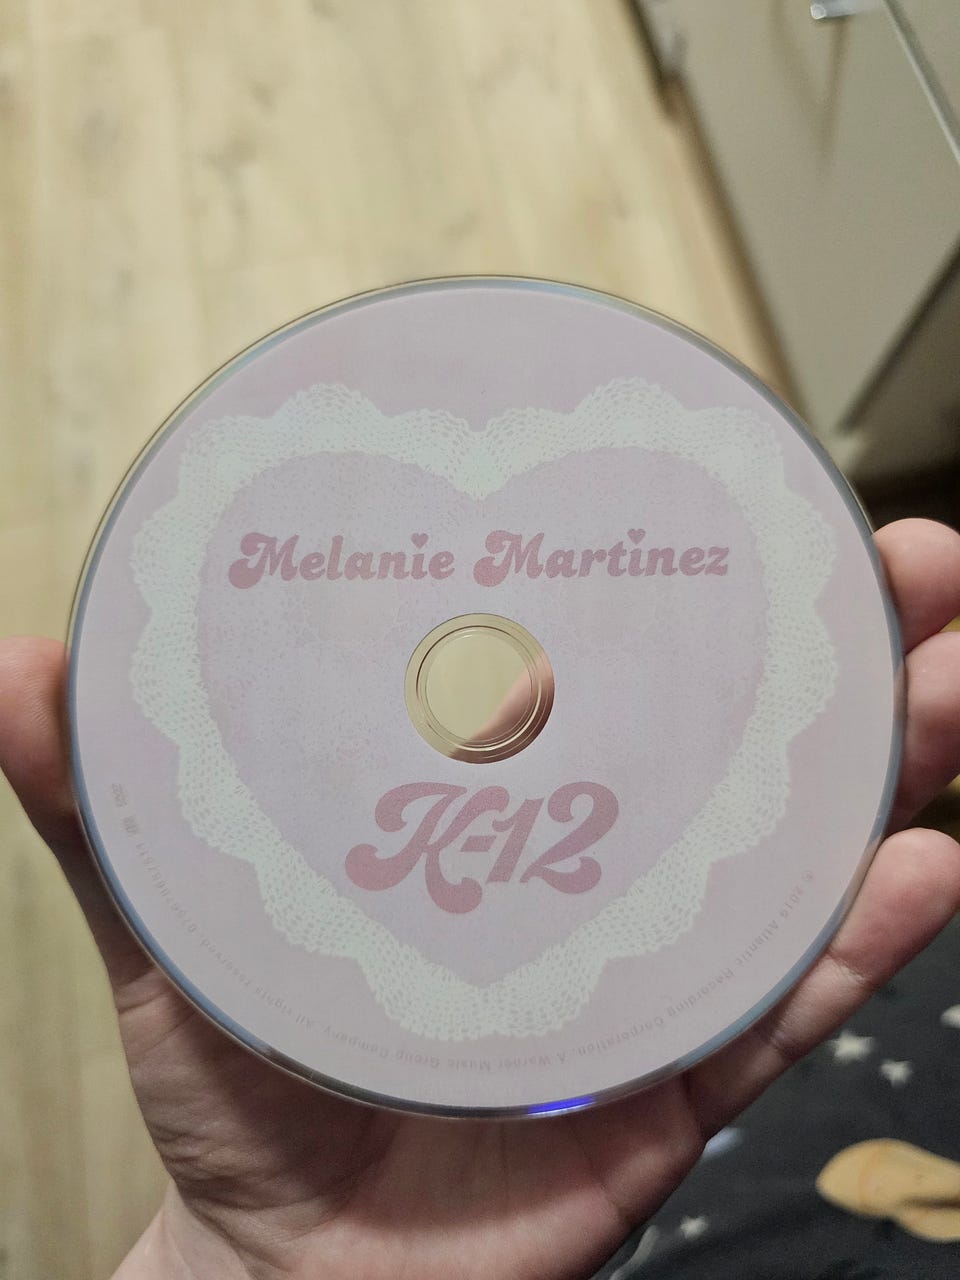 Melanie Martinez
K-12
℗ 2019 Atlantic Recording Corporation. A Warner Music Group Company. All rights reserved.